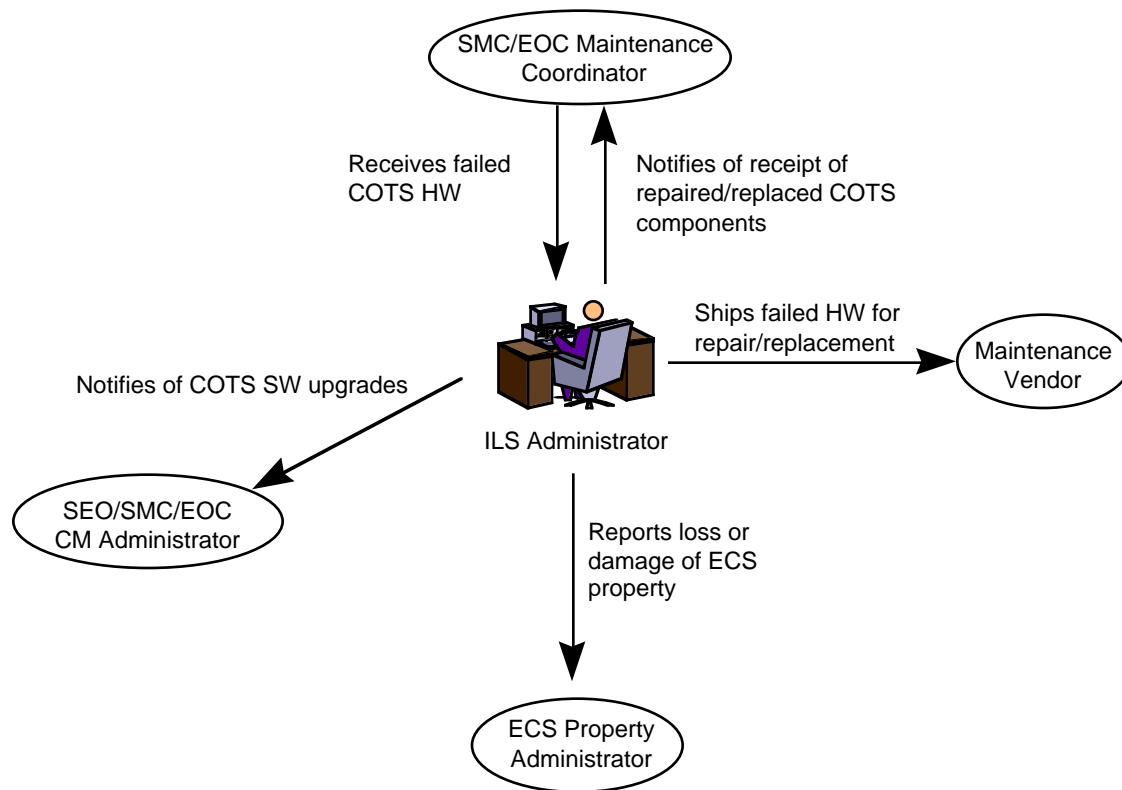 SMC/EOC Maintenance
Coordinator
Receives failed
COTS HW
Notifies of receipt of
repaired/replaced COTS
components
Ships failed HW for
repair/replacement
Maintenance
Vendor
Notifies of COTS SW upgrades
ILS Administrator
SEO/SMC/EOC
CM Administrator
Reports loss or
damage of ECS
property
ECS Property
Administrator